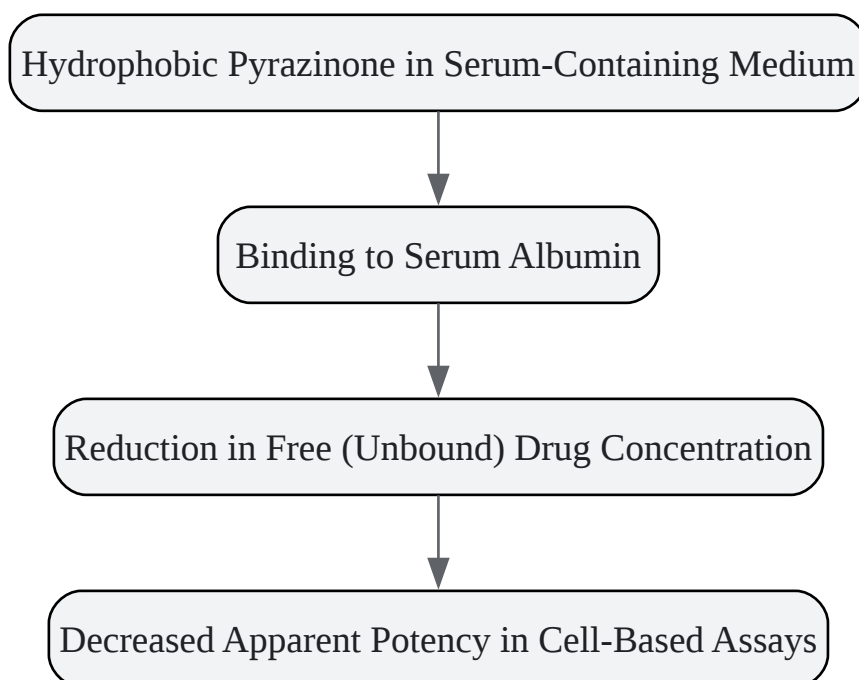 Hydrophobic Pyrazinone in Serum-Containing Medium
Binding to Serum Albumin
Reduction in Free (Unbound) Drug Concentration
Decreased Apparent Potency in Cell-Based Assays